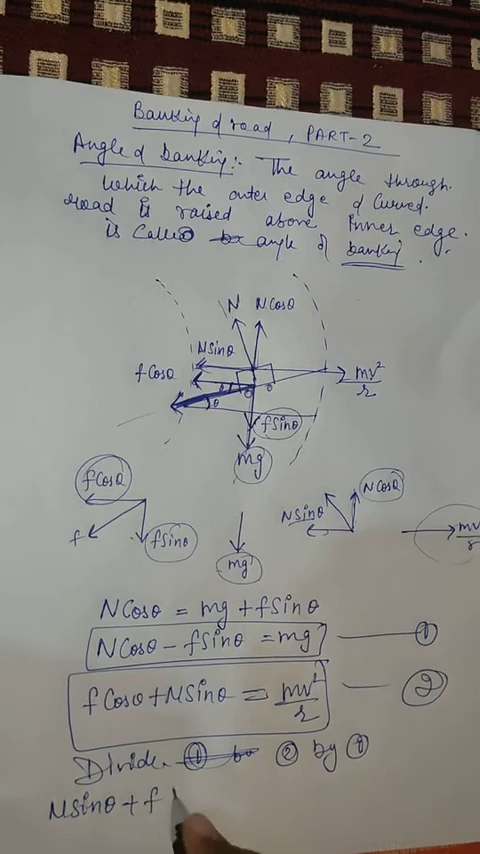 Banking of road, PART-2
Angle of banking:- The angle through
which the outer edge of curved
road is raised above inner edge.
is called angle of banking.
N NCosθ
NSinθ
fCosθ
mv²/r
θ θ θ
fSinθ
mg
fCosθ
f
fSinθ
mg
NCosθ
NSinθ
mv²/r
NCosθ = mg + fSinθ
NCosθ - fSinθ = mg ①
fCosθ + NSinθ = mv²/r ②
Divide ② by ①
NSinθ + f